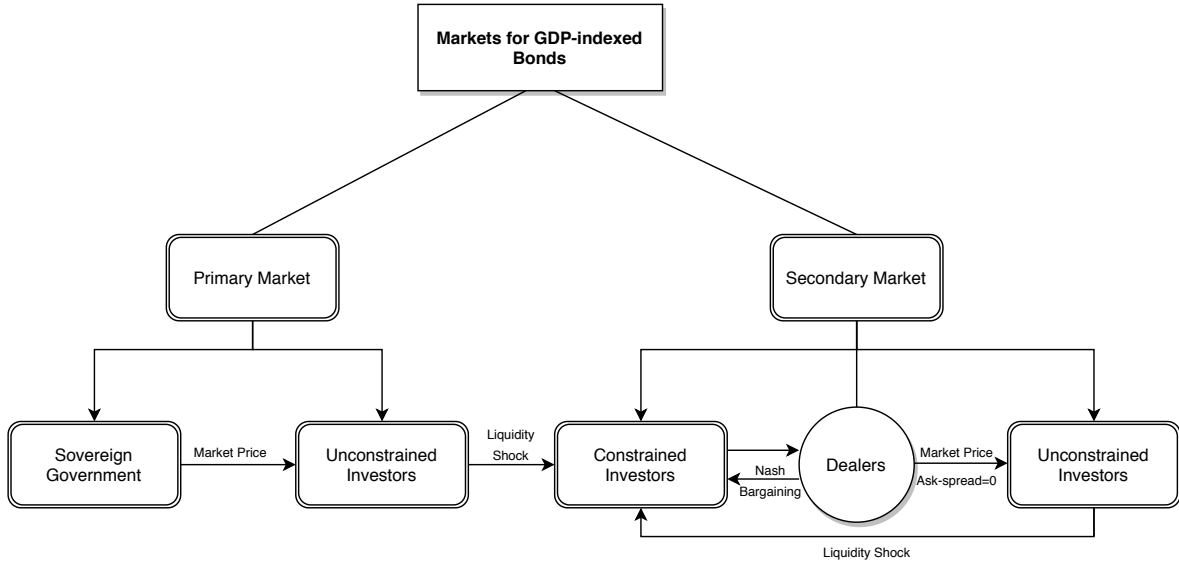 Markets for GDP-indexed
Bonds
Primary Market
Secondary Market
Sovereign
Government
Market Price
Unconstrained
Investors
Liquidity
Shock
Constrained
Investors
Nash
Bargaining
Dealers
Market Price
Ask-spread=0
Unconstrained
Investors
Liquidity Shock